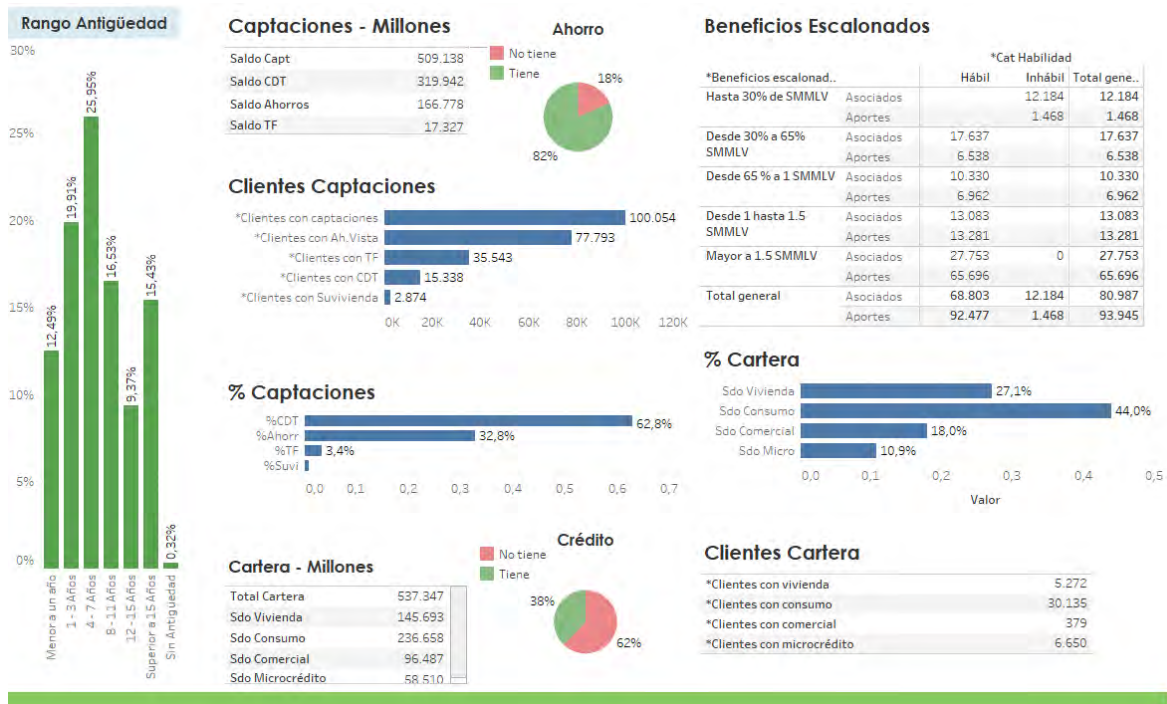 Rango Antigüedad
30%
25%
20%
15%
10%
5%
0%
12,49%
19,91%
25,95%
16,53%
9,37%
15,43%
0,32%
Menor a un año
1 - 3 Años
4 - 7 Años
8 - 11 Años
12 - 15 Años
Superior a 15 Años
Sin Antigüedad
Captaciones - Millones
Saldo Capt 509.138
Saldo CDT 319.942
Saldo Ahorros 166.778
Saldo TF 17.327
Ahorro
No tiene
Tiene
18%
82%
Clientes Captaciones
*Clientes con captaciones 100.054
*Clientes con Ah.Vista 77.793
*Clientes con TF 35.543
*Clientes con CDT 15.338
*Clientes con Suvivienda 2.874
0K 20K 40K 60K 80K 100K 120K
% Captaciones
%CDT 62,8%
%Ahorr 32,8%
%TF 3,4%
%Suvi
0,0 0,1 0,2 0,3 0,4 0,5 0,6 0,7
Cartera - Millones
Total Cartera 537.347
Sdo Vivienda 145.693
Sdo Consumo 236.658
Sdo Comercial 96.487
Sdo Microcrédito 58.510
Crédito
No tiene
Tiene
38%
62%
Beneficios Escalonados
*Cat Habilidad
*Beneficios escalonad.. Hábil Inhábil Total gene..
Hasta 30% de SMMLV Asociados 12.184 12.184
Aportes 1.468 1.468
Desde 30% a 65% Asociados 17.637 17.637
SMMLV Aportes 6.538 6.538
Desde 65 % a 1 SMMLV Asociados 10.330 10.330
Aportes 6.962 6.962
Desde 1 hasta 1.5 Asociados 13.083 13.083
SMMLV Aportes 13.281 13.281
Mayor a 1.5 SMMLV Asociados 27.753 0 27.753
Aportes 65.696 65.696
Total general Asociados 68.803 12.184 80.987
Aportes 92.477 1.468 93.945
% Cartera
Sdo Vivienda 27,1%
Sdo Consumo 44,0%
Sdo Comercial 18,0%
Sdo Micro 10,9%
0,0 0,1 0,2 0,3 0,4 0,5
Valor
Clientes Cartera
*Clientes con vivienda 5.272
*Clientes con consumo 30.135
*Clientes con comercial 379
*Clientes con microcrédito 6.650